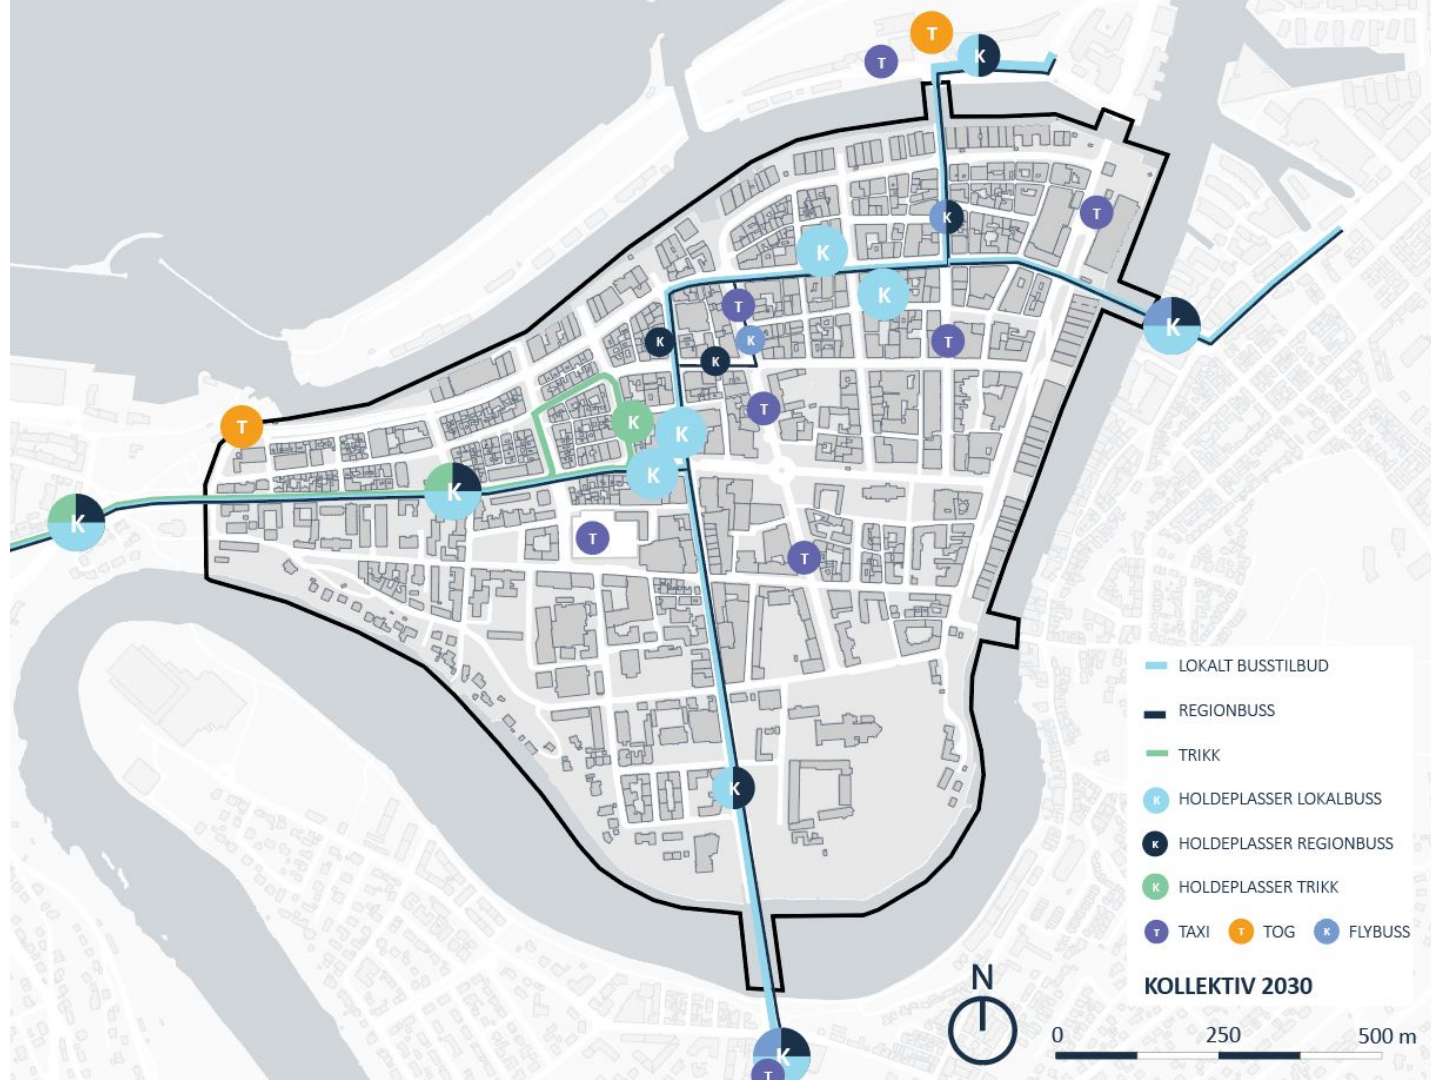 T
K
T
K
T
K
K
K
T
K
K
T
K
K
T
K
K
T
K
K
K
T
T
K
K
T
LOKALT BUSSTILBUD
REGIONBUSS
TRIKK
K HOLDEPLASSER LOKALBUSS
K HOLDEPLASSER REGIONBUSS
K HOLDEPLASSER TRIKK
T TAXI T TOG K FLYBUSS
KOLLEKTIV 2030
N
0 250 500 m